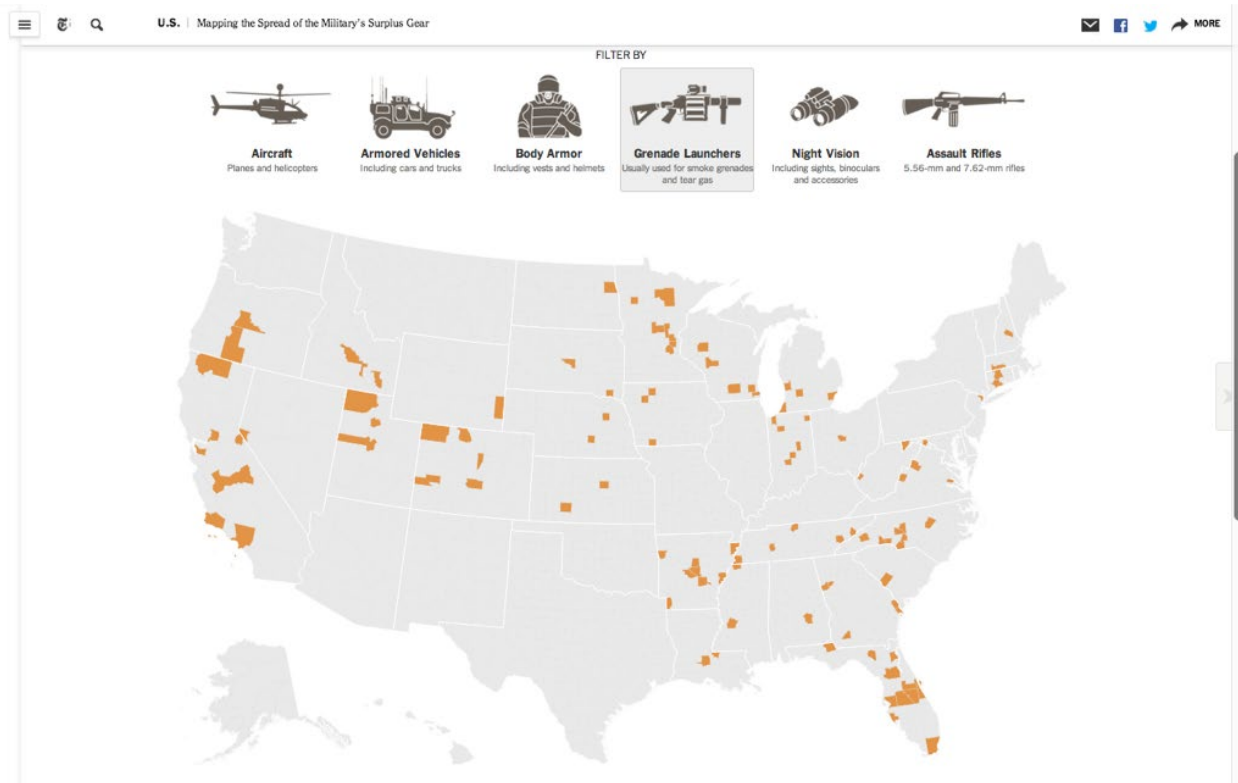 U.S. | Mapping the Spread of the Military's Surplus Gear
MORE
FILTER BY
Aircraft
Planes and helicopters
Armored Vehicles
Including cars and trucks
Body Armor
Including vests and helmets
Grenade Launchers
Usually used for smoke grenades
and tear gas
Night Vision
Including sights, binoculars
and accessories
Assault Rifles
5.56-mm and 7.62-mm rifles